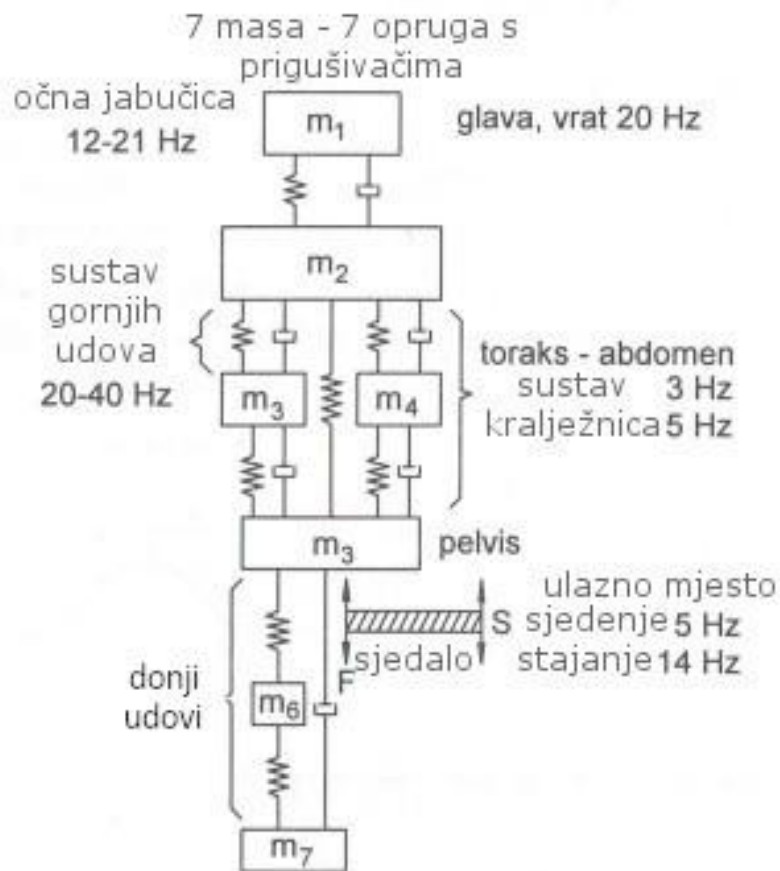 7 masa - 7 opruga s
prigušivačima
očna jabučica
12-21 Hz
m1
glava, vrat 20 Hz
m2
sustav
gornjih
udova
20-40 Hz
m3
m4
toraks - abdomen
sustav 3 Hz
kralježnica 5 Hz
m3
pelvis
ulazno mjesto
S sjedenje 5 Hz
F sjedalo stajanje 14 Hz
donji
udovi
m6
m7